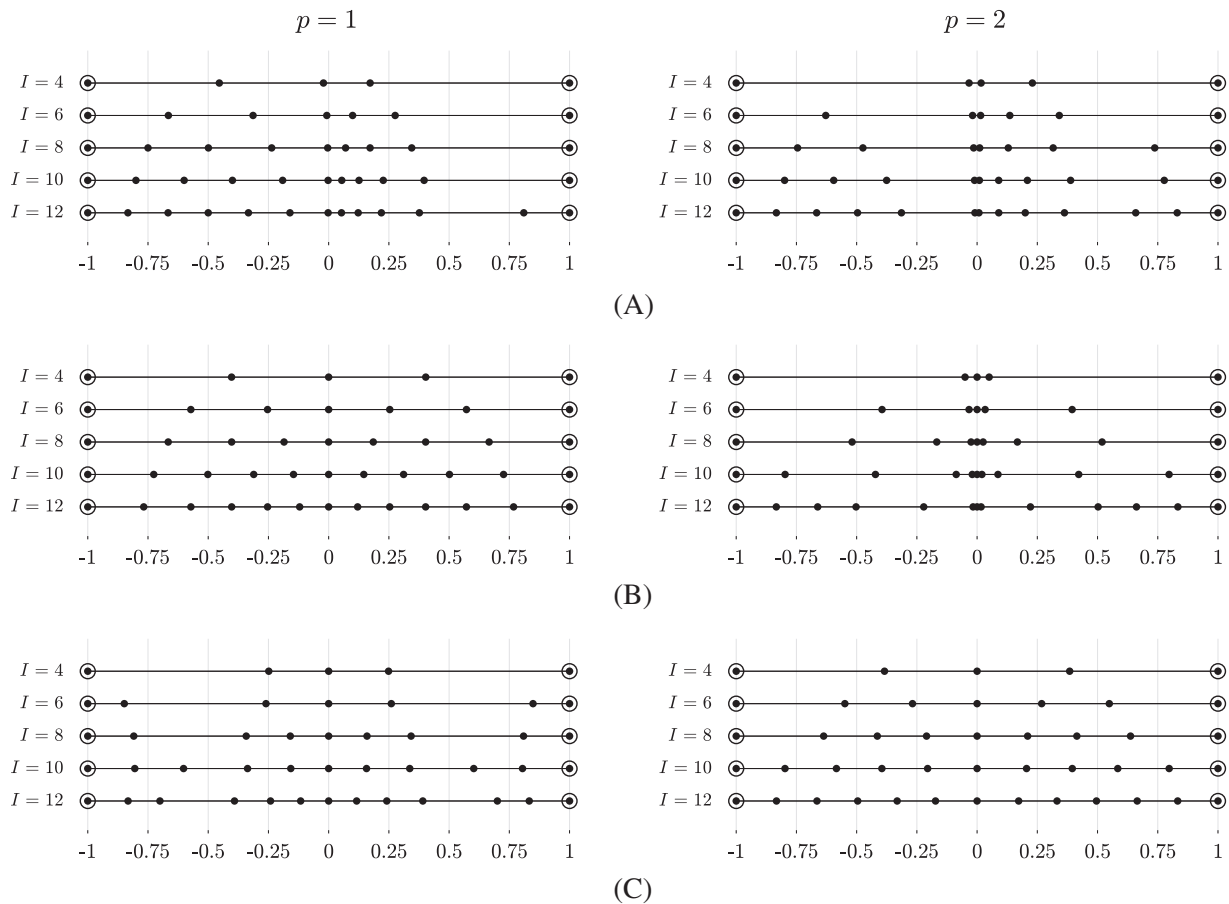 p = 1 p = 2
I = 4 I = 4
I = 6 I = 6
I = 8 I = 8
I = 10 I = 10
I = 12 I = 12
-1 -0.75 -0.5 -0.25 0 0.25 0.5 0.75 1 -1 -0.75 -0.5 -0.25 0 0.25 0.5 0.75 1
(A)
I = 4 I = 4
I = 6 I = 6
I = 8 I = 8
I = 10 I = 10
I = 12 I = 12
-1 -0.75 -0.5 -0.25 0 0.25 0.5 0.75 1 -1 -0.75 -0.5 -0.25 0 0.25 0.5 0.75 1
(B)
I = 4 I = 4
I = 6 I = 6
I = 8 I = 8
I = 10 I = 10
I = 12 I = 12
-1 -0.75 -0.5 -0.25 0 0.25 0.5 0.75 1 -1 -0.75 -0.5 -0.25 0 0.25 0.5 0.75 1
(C)